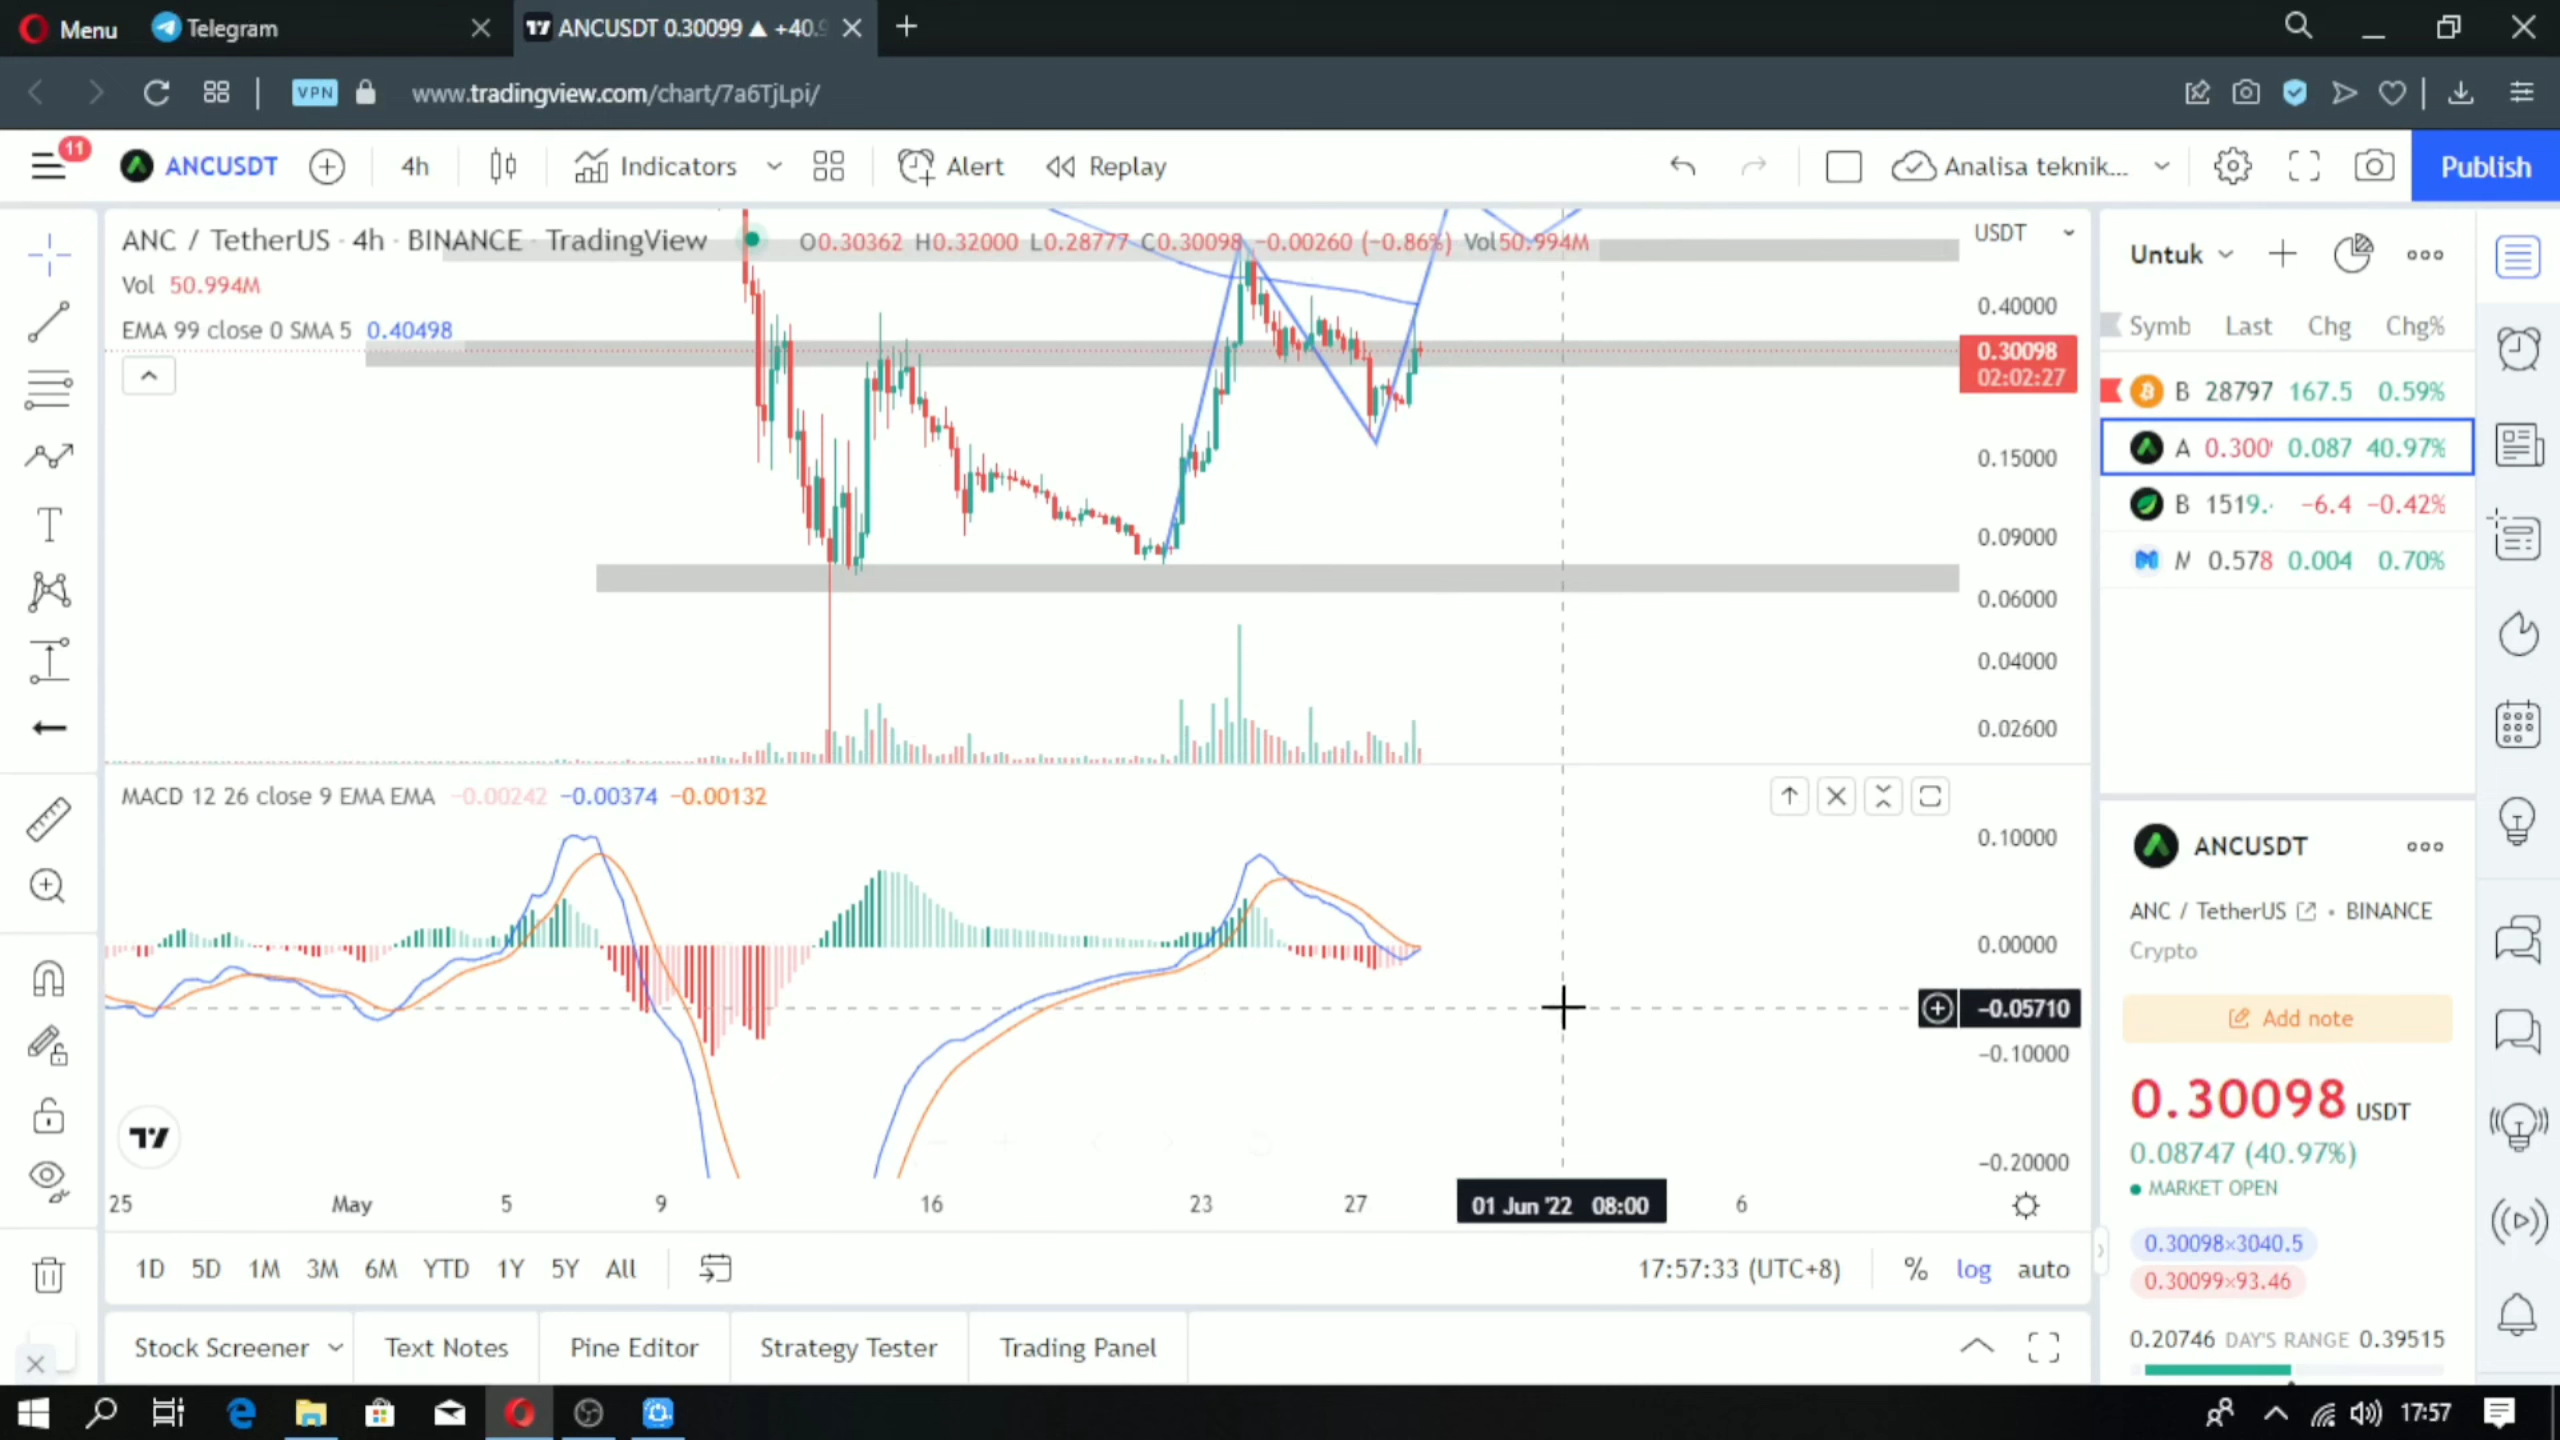 Menu
Telegram
ANCUSDT 0.30099 ▲ +40.9
VPN
www.tradingview.com/chart/7a6TjLpi/
11
ANCUSDT
4h
Indicators
Alert
Replay
Analisa teknik...
Publish
ANC / TetherUS · 4h · BINANCE · TradingView
O0.30362 H0.32000 L0.28777 C0.30098 −0.00260 (−0.86%) Vol50.994M
Vol 50.994M
EMA 99 close 0 SMA 5 0.40498
USDT
0.40000
0.30098
02:02:27
0.15000
0.09000
0.06000
0.04000
0.02600
MACD 12 26 close 9 EMA EMA −0.00242 −0.00374 −0.00132
0.10000
0.00000
−0.05710
−0.10000
−0.20000
25 May 5 9 16 23 27 01 Jun '22 08:00 6
1D 5D 1M 3M 6M YTD 1Y 5Y All
17:57:33 (UTC+8) % log auto
Stock Screener Text Notes Pine Editor Strategy Tester Trading Panel
Untuk
Symb Last Chg Chg%
B 28797 167.5 0.59%
A 0.300 0.087 40.97%
B 1519. −6.4 −0.42%
0.578 0.004 0.70%
ANCUSDT
ANC / TetherUS • BINANCE
Crypto
Add note
0.30098 USDT
0.08747 (40.97%)
MARKET OPEN
0.30098×3040.5
0.30099×93.46
0.20746 DAY'S RANGE 0.39515
17:57